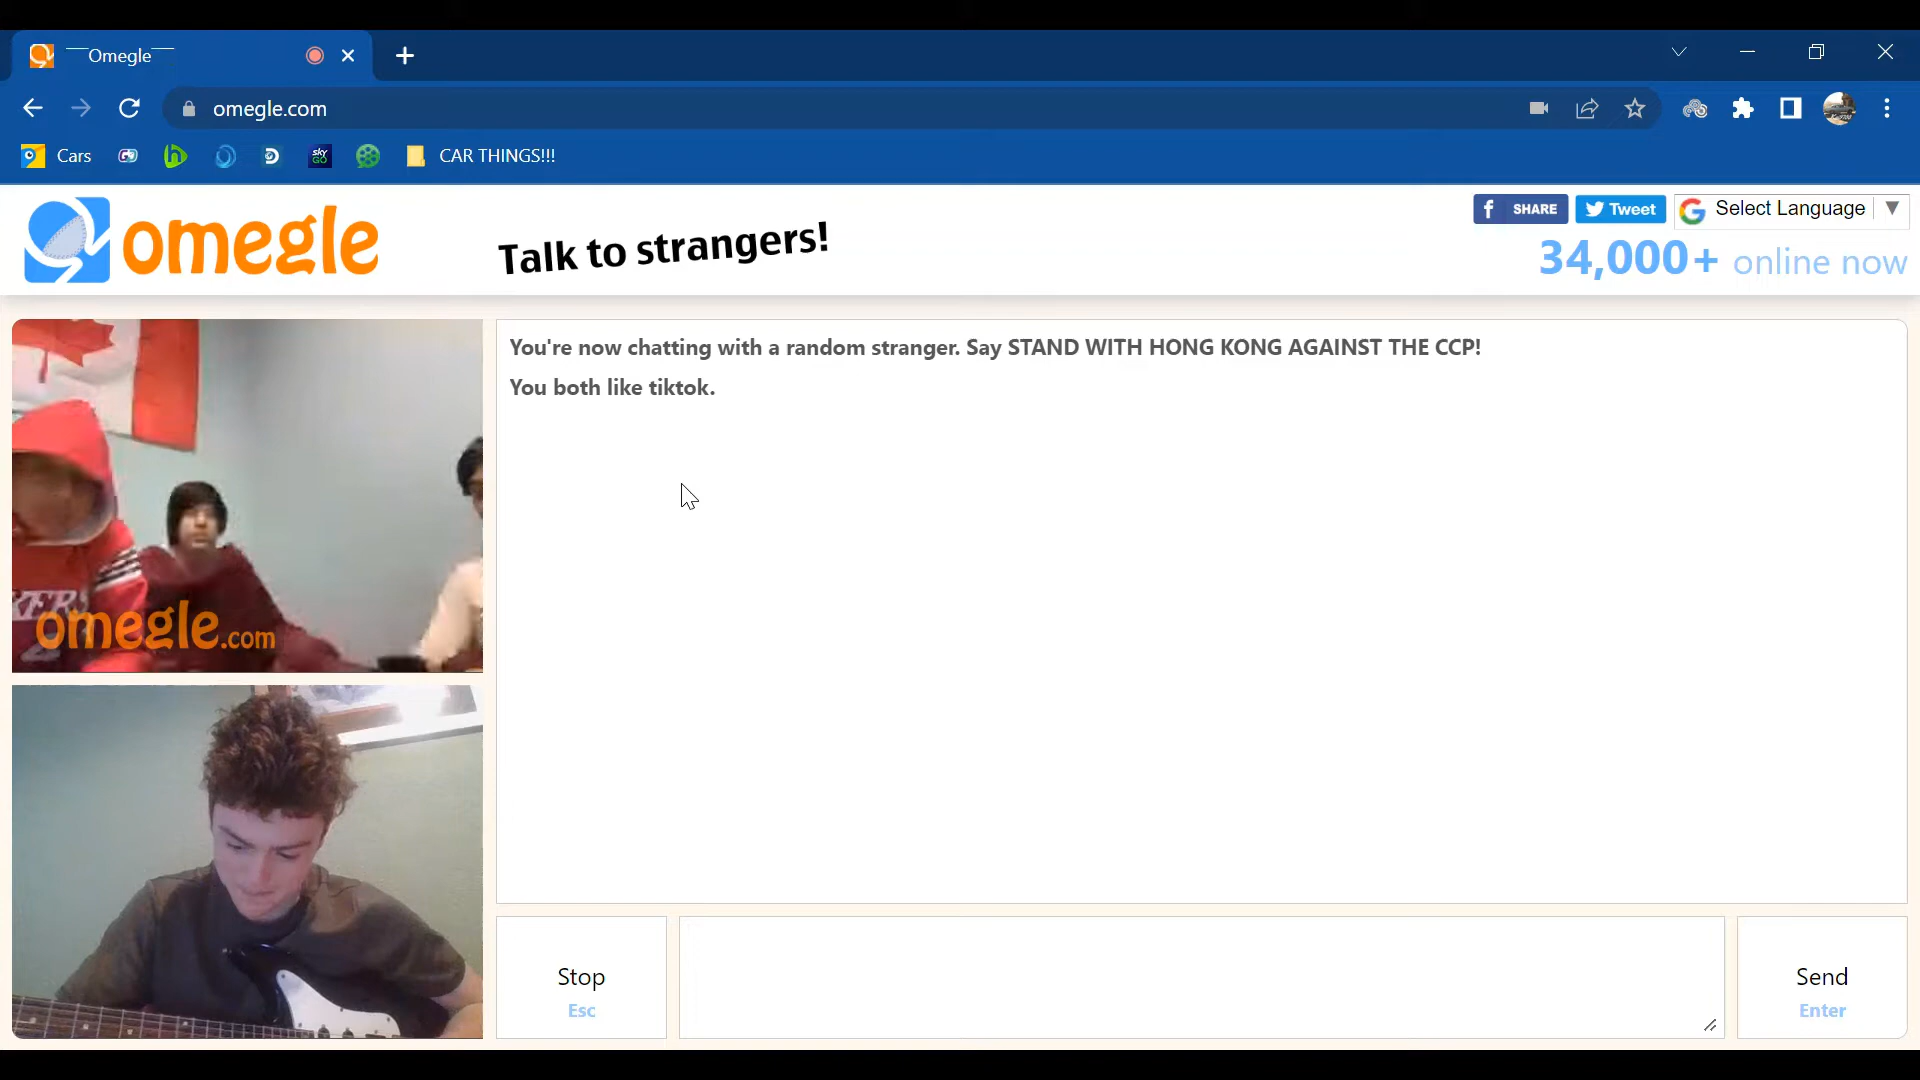 Omegle
omegle.com
Cars
CAR THINGS!!!
omegle
Talk to strangers!
SHARE
Tweet
Select Language
34,000+ online now
You're now chatting with a random stranger. Say STAND WITH HONG KONG AGAINST THE CCP!
You both like tiktok.
omegle.com
Stop
Esc
Send
Enter